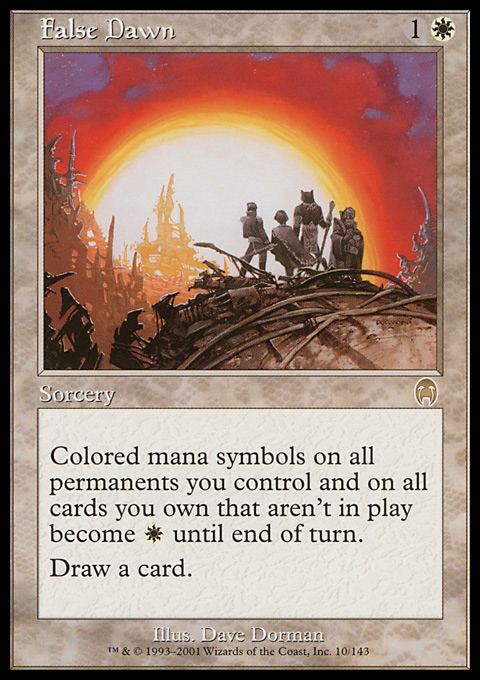 False Dawn 1
Sorcery
Colored mana symbols on all
permanents you control and on all
cards you own that aren't in play
become until end of turn.
Draw a card.
Illus. Dave Dorman
™ & © 1993–2001 Wizards of the Coast, Inc. 10/143